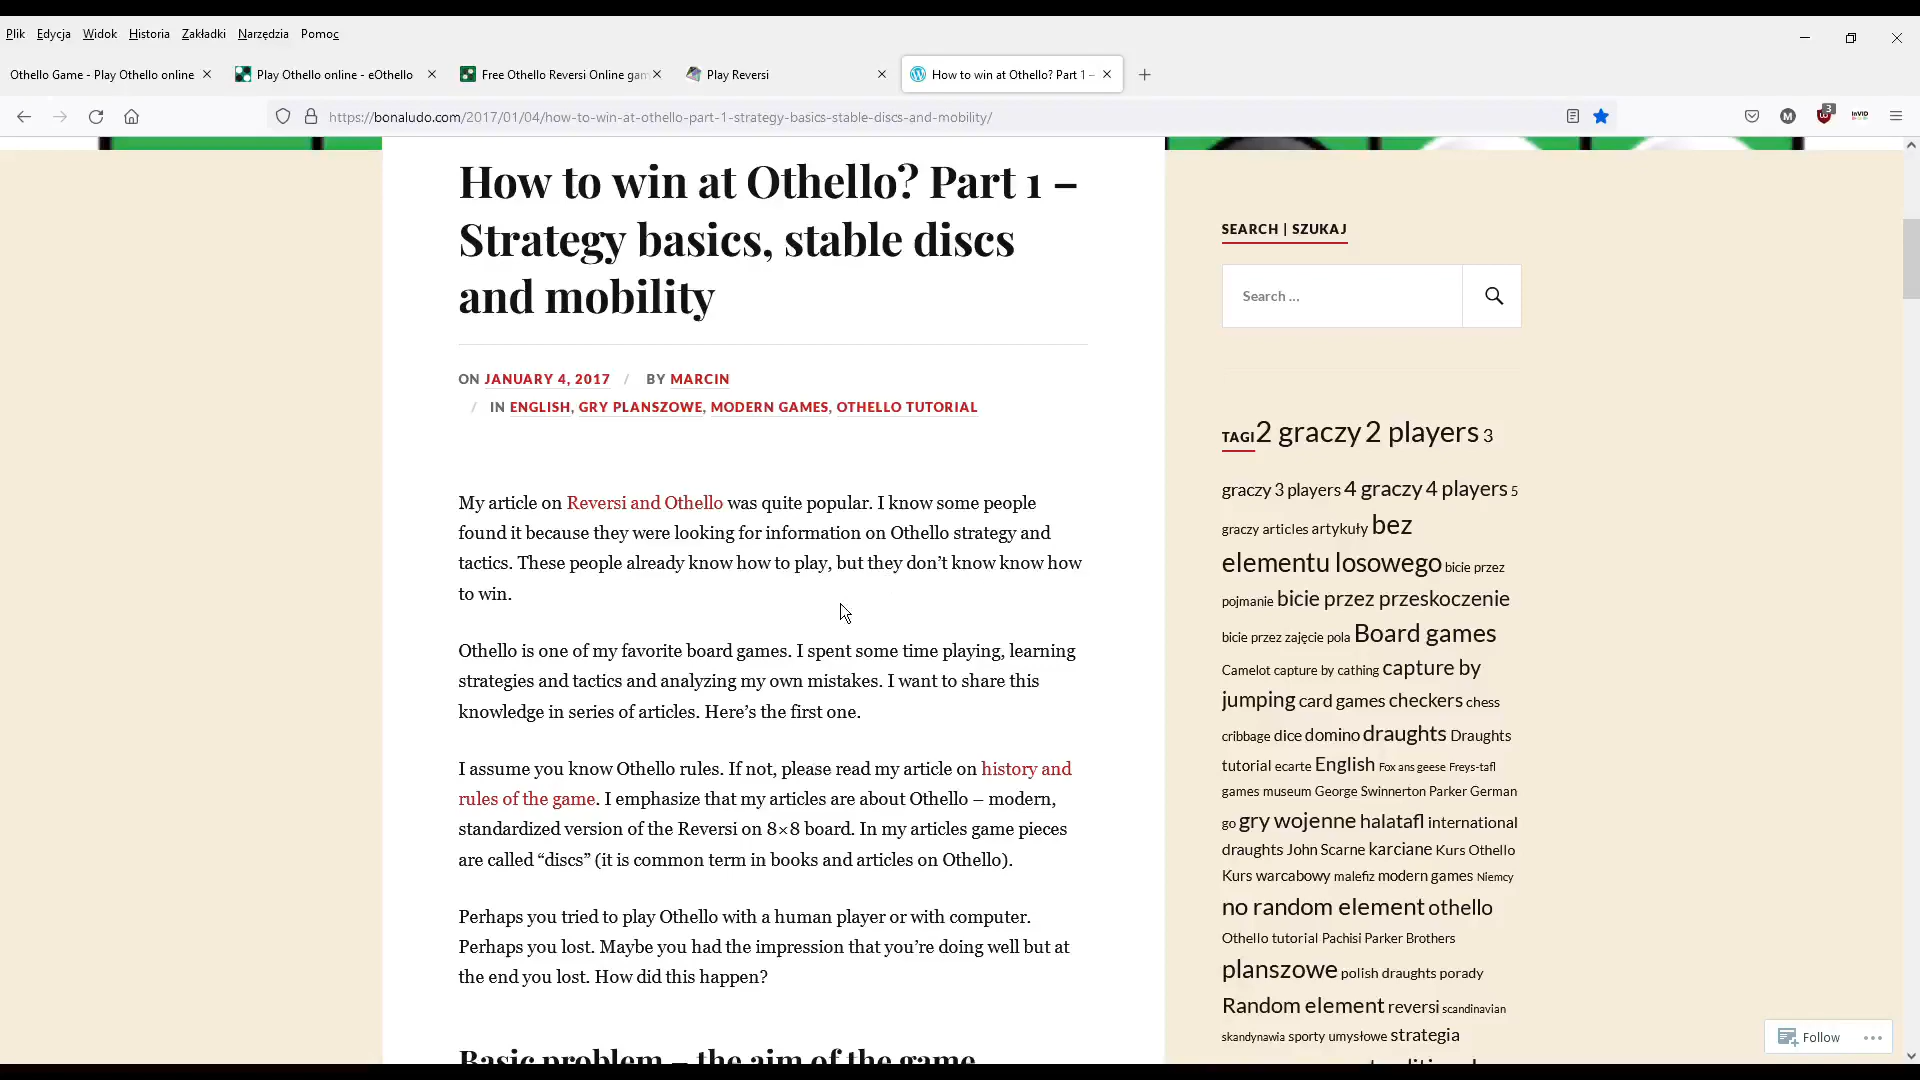 Plik Edycja Widok Historia Zakładki Narzędzia Pomoc
Othello Game - Play Othello online
Play Othello online - eOthello
Free Othello Reversi Online gam
Play Reversi
How to win at Othello? Part 1 –
https://bonaludo.com/2017/01/04/how-to-win-at-othello-part-1-strategy-basics-stable-discs-and-mobility/
M
3
InVID
How to win at Othello? Part 1 –
Strategy basics, stable discs
and mobility
ON JANUARY 4, 2017 / BY MARCIN
/ IN ENGLISH, GRY PLANSZOWE, MODERN GAMES, OTHELLO TUTORIAL
My article on Reversi and Othello was quite popular. I know some people
found it because they were looking for information on Othello strategy and
tactics. These people already know how to play, but they don’t know know how
to win.
Othello is one of my favorite board games. I spent some time playing, learning
strategies and tactics and analyzing my own mistakes. I want to share this
knowledge in series of articles. Here’s the first one.
I assume you know Othello rules. If not, please read my article on history and
rules of the game. I emphasize that my articles are about Othello – modern,
standardized version of the Reversi on 8×8 board. In my articles game pieces
are called “discs” (it is common term in books and articles on Othello).
Perhaps you tried to play Othello with a human player or with computer.
Perhaps you lost. Maybe you had the impression that you’re doing well but at
the end you lost. How did this happen?
Basic problem – the aim of the game
SEARCH | SZUKAJ
Search ...
TAGI 2 graczy 2 players 3
graczy 3 players 4 graczy 4 players 5
graczy articles artykuły bez
elementu losowego bicie przez
pojmanie bicie przez przeskoczenie
bicie przez zajęcie pola Board games
Camelot capture by cathing capture by
jumping card games checkers chess
cribbage dice domino draughts Draughts
tutorial ecarte English Fox ans geese Freys-tafl
games museum George Swinnerton Parker German
go gry wojenne halatafl international
draughts John Scarne karciane Kurs Othello
Kurs warcabowy malefiz modern games Niemcy
no random element othello
Othello tutorial Pachisi Parker Brothers
planszowe polish draughts porady
Random element reversi scandinavian
skandynawia sporty umysłowe strategia
Follow